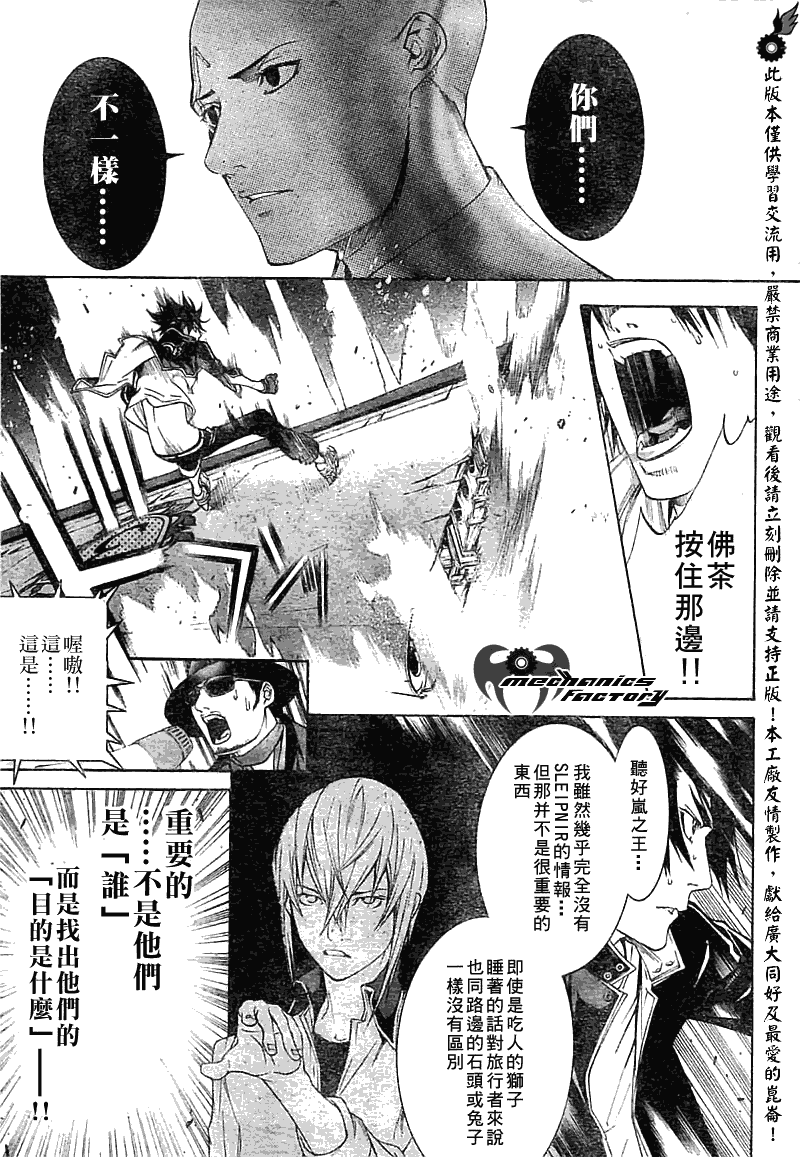 你們……
不一樣……
佛茶
按住那邊!!
喔嗷!!
這……
這是……!!
mechanics
Factory
聽好嵐之王…
我雖然幾乎完全沒有
SLEIPNIR的情報…
但那并不是很重要的
東西
即使是吃人的獅子
睡著的話對旅行者來說
也同路邊的石頭或兔子
一樣沒有區別
重要的
……不是他們
是「誰」
而是找出他們的
「目的是什麼」——!!
此版本僅供學習交流用，嚴禁商業用途，觀看後請立刻刪除並請支持正版！本工廠友情製作，獻給廣大同好及最愛的崑崙！